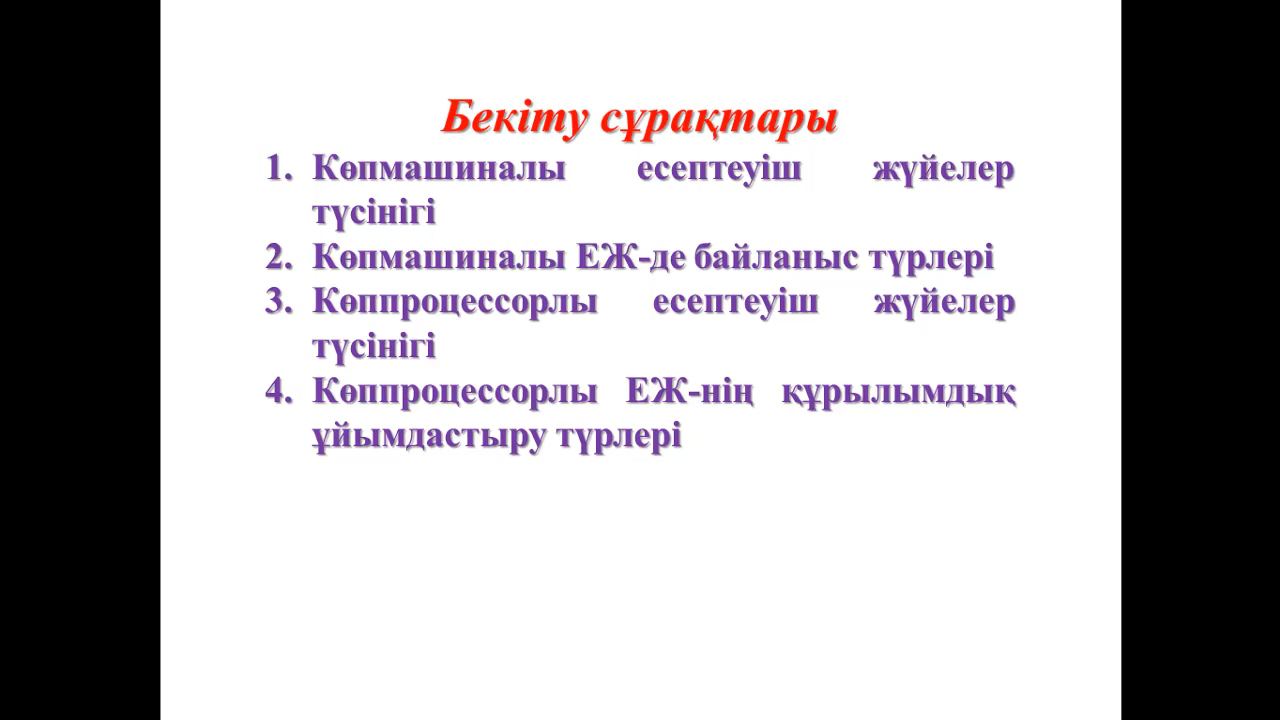 Бекіту сұрақтары
1. Көпмашиналы есептеуіш жүйелер
түсінігі
2. Көпмашиналы ЕЖ-де байланыс түрлері
3. Көппроцессорлы есептеуіш жүйелер
түсінігі
4. Көппроцессорлы ЕЖ-нің құрылымдық
ұйымдастыру түрлері